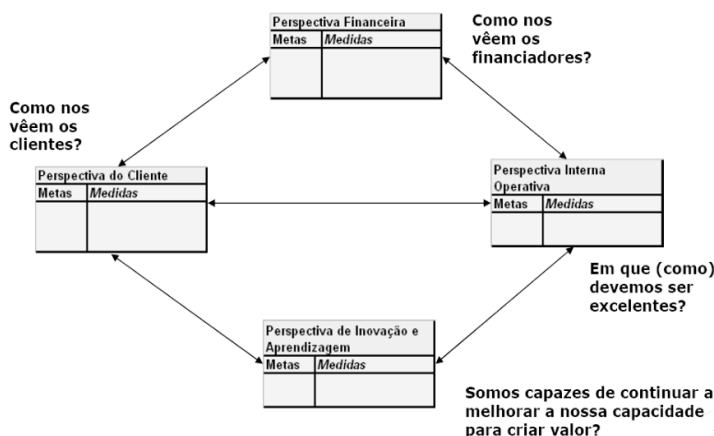 Perspectiva Financeira
Metas Medidas
Como nos
vêem os
financiadores?
Como nos
vêem os
clientes?
Perspectiva do Cliente
Metas Medidas
Perspectiva Interna
Operativa
Metas Medidas
Em que (como)
devemos ser
excelentes?
Perspectiva de Inovação e
Aprendizagem
Metas Medidas
Somos capazes de continuar a
melhorar a nossa capacidade
para criar valor?